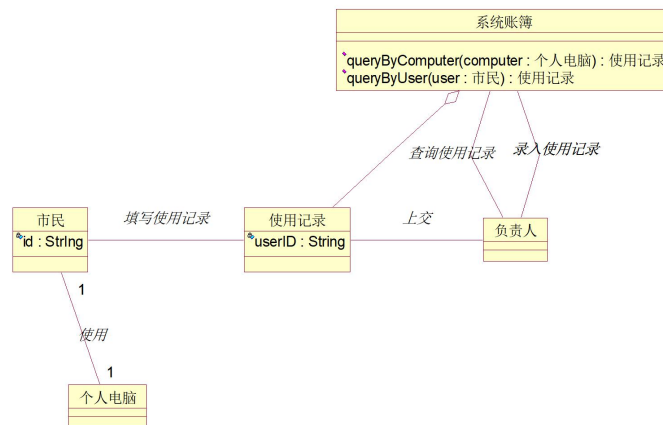 系统账簿
queryByComputer(computer : 个人电脑) : 使用记录
queryByUser(user : 市民) : 使用记录
查询使用记录
录入使用记录
市民
id : String
填写使用记录
使用记录
userID : String
上交
负责人
1
使用
1
个人电脑